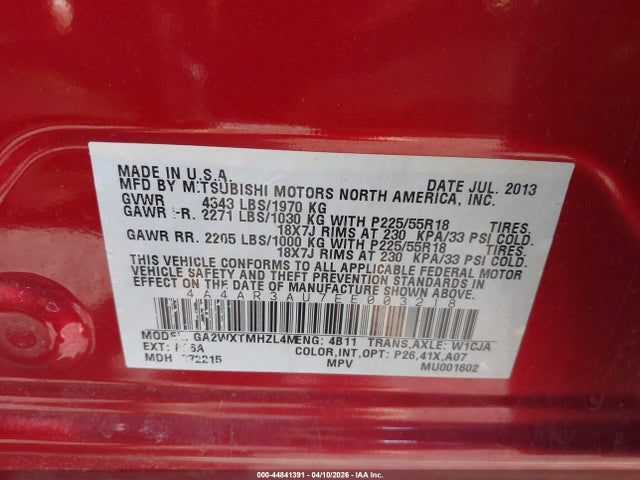 MADE IN U.S.A.
DATE JUL. 2013
MFD BY MITSUBISHI MOTORS NORTH AMERICA, INC.
GVWR 4343 LBS/1970 KG
GAWR FR. 2271 LBS/1030 KG WITH P225/55R18 TIRES.
18X7J RIMS AT 230 KPA/33 PSI COLD.
GAWR RR. 2205 LBS/1000 KG WITH P225/55R18 TIRES.
18X7J RIMS AT 230 KPA/33 PSI COLD.
THIS VEHICLE CONFORMS TO ALL APPLICABLE FEDERAL MOTOR
VEHICLE SAFETY AND THEFT PREVENTION STANDARDS IN
EFFECT ON THE DATE OF MANUFACTURE SHOWN ABOVE.
4A4AR3AU7EE003218
MODEL: GA2WXTMHZL4M ENG: 4B11 TRANS,AXLE: W1CJA
EXT: COLOR,INT,OPT: P26,41X,A07
MDH MPV MU001602
000-44841391 - 04/10/2026 - IAA Inc.